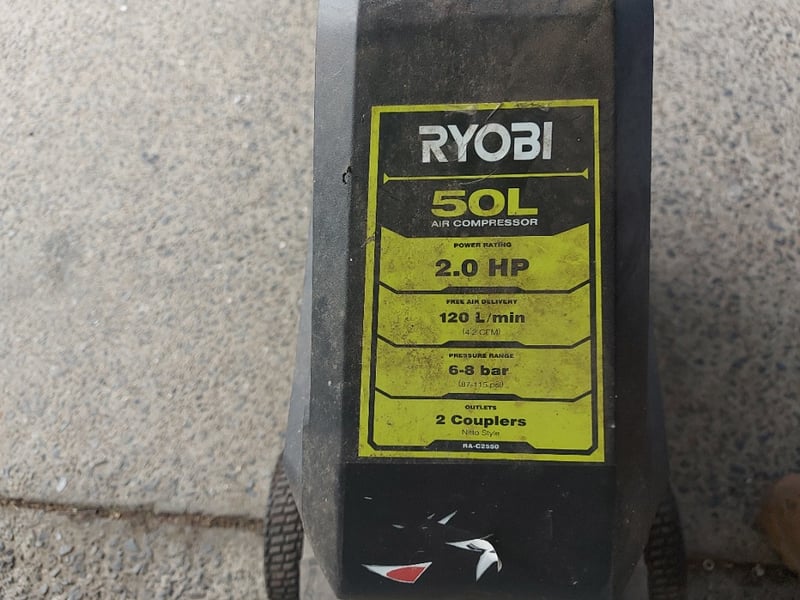 RYOBI
50L
AIR COMPRESSOR
POWER RATING
2.0 HP
FREE AIR DELIVERY
120 L/min
(4.2 CFM)
PRESSURE RANGE
6-8 bar
(87-115 psi)
OUTLETS
2 Couplers
Nitto Style
RA-C2550